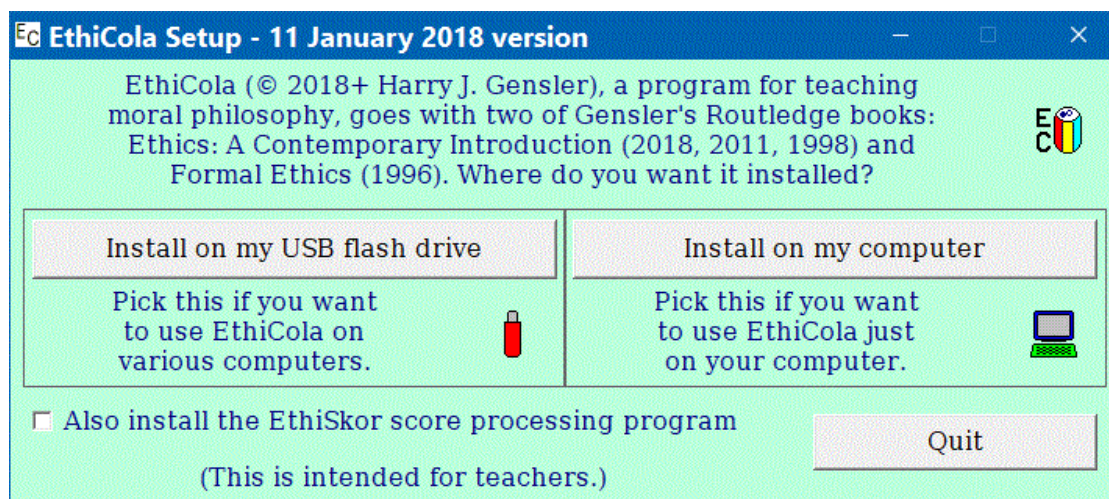 EC EthiCola Setup - 11 January 2018 version
EthiCola (© 2018+ Harry J. Gensler), a program for teaching
moral philosophy, goes with two of Gensler's Routledge books:
Ethics: A Contemporary Introduction (2018, 2011, 1998) and
Formal Ethics (1996). Where do you want it installed?
EC
Install on my USB flash drive
Pick this if you want
to use EthiCola on
various computers.
Install on my computer
Pick this if you want
to use EthiCola just
on your computer.
Also install the EthiSkor score processing program
(This is intended for teachers.)
Quit